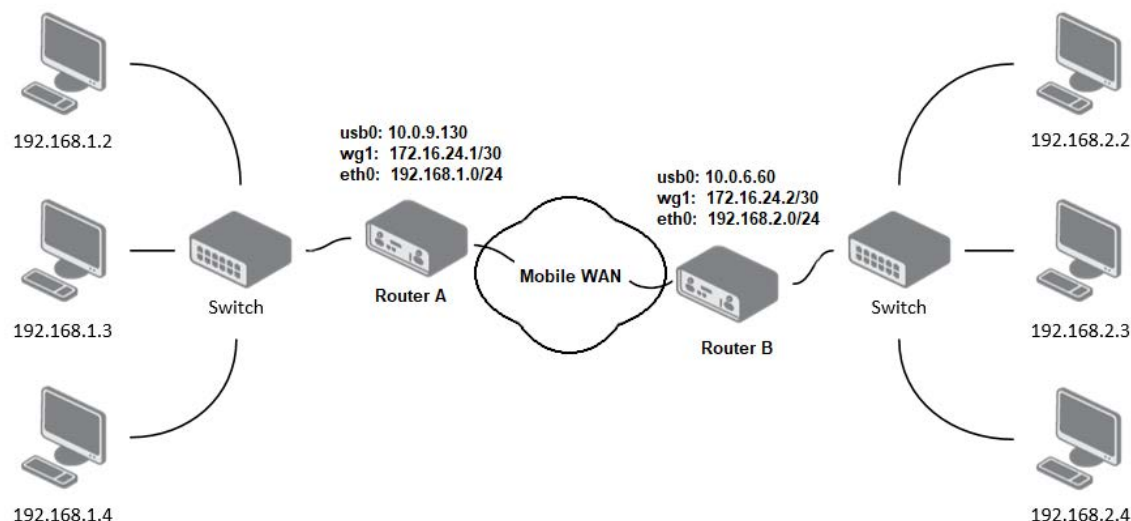 192.168.1.2
192.168.1.3
192.168.1.4
Switch
usb0: 10.0.9.130
wg1: 172.16.24.1/30
eth0: 192.168.1.0/24
Router A
Mobile WAN
usb0: 10.0.6.60
wg1: 172.16.24.2/30
eth0: 192.168.2.0/24
Router B
Switch
192.168.2.2
192.168.2.3
192.168.2.4